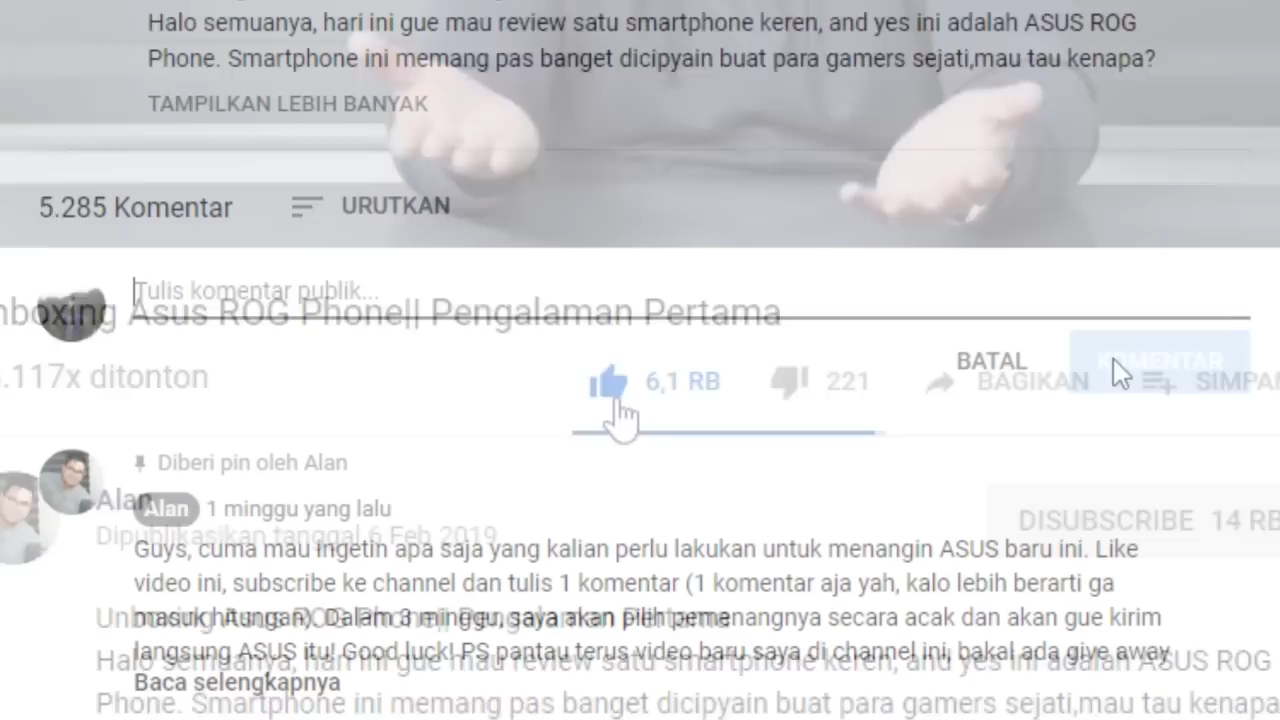 Halo semuanya, hari ini gue mau review satu smartphone keren, and yes ini adalah ASUS ROG
Phone. Smartphone ini memang pas banget dicipyain buat para gamers sejati,mau tau kenapa?
TAMPILKAN LEBIH BANYAK
5.285 Komentar
URUTKAN
Tulis komentar publik...
nboxing Asus ROG Phone|| Pengalaman Pertama
BATAL
KOMENTAR
.117x ditonton
6,1 RB
221
BAGIKAN
SIMPAN
Diberi pin oleh Alan
Alan
Alan
1 minggu yang lalu
DISUBSCRIBE 14 RB
Dipublikasikan tanggal 6 Feb 2019
Guys, cuma mau ingetin apa saja yang kalian perlu lakukan untuk menangin ASUS baru ini. Like
video ini, subscribe ke channel dan tulis 1 komentar (1 komentar aja yah, kalo lebih berarti ga
masuk hitungan). Dalam 3 minggu, saya akan pilih pemenangnya secara acak dan akan gue kirim
Unboxing Asus ROG Phone|| Pengalaman Pertama
langsung ASUS itu! Good luck! PS pantau terus video baru saya di channel ini, bakal ada give away
Halo semuanya, hari ini gue mau review satu smartphone keren, and yes ini adalah ASUS ROG
Baca selengkapnya
Phone. Smartphone ini memang pas banget dicipyain buat para gamers sejati,mau tau kenapa